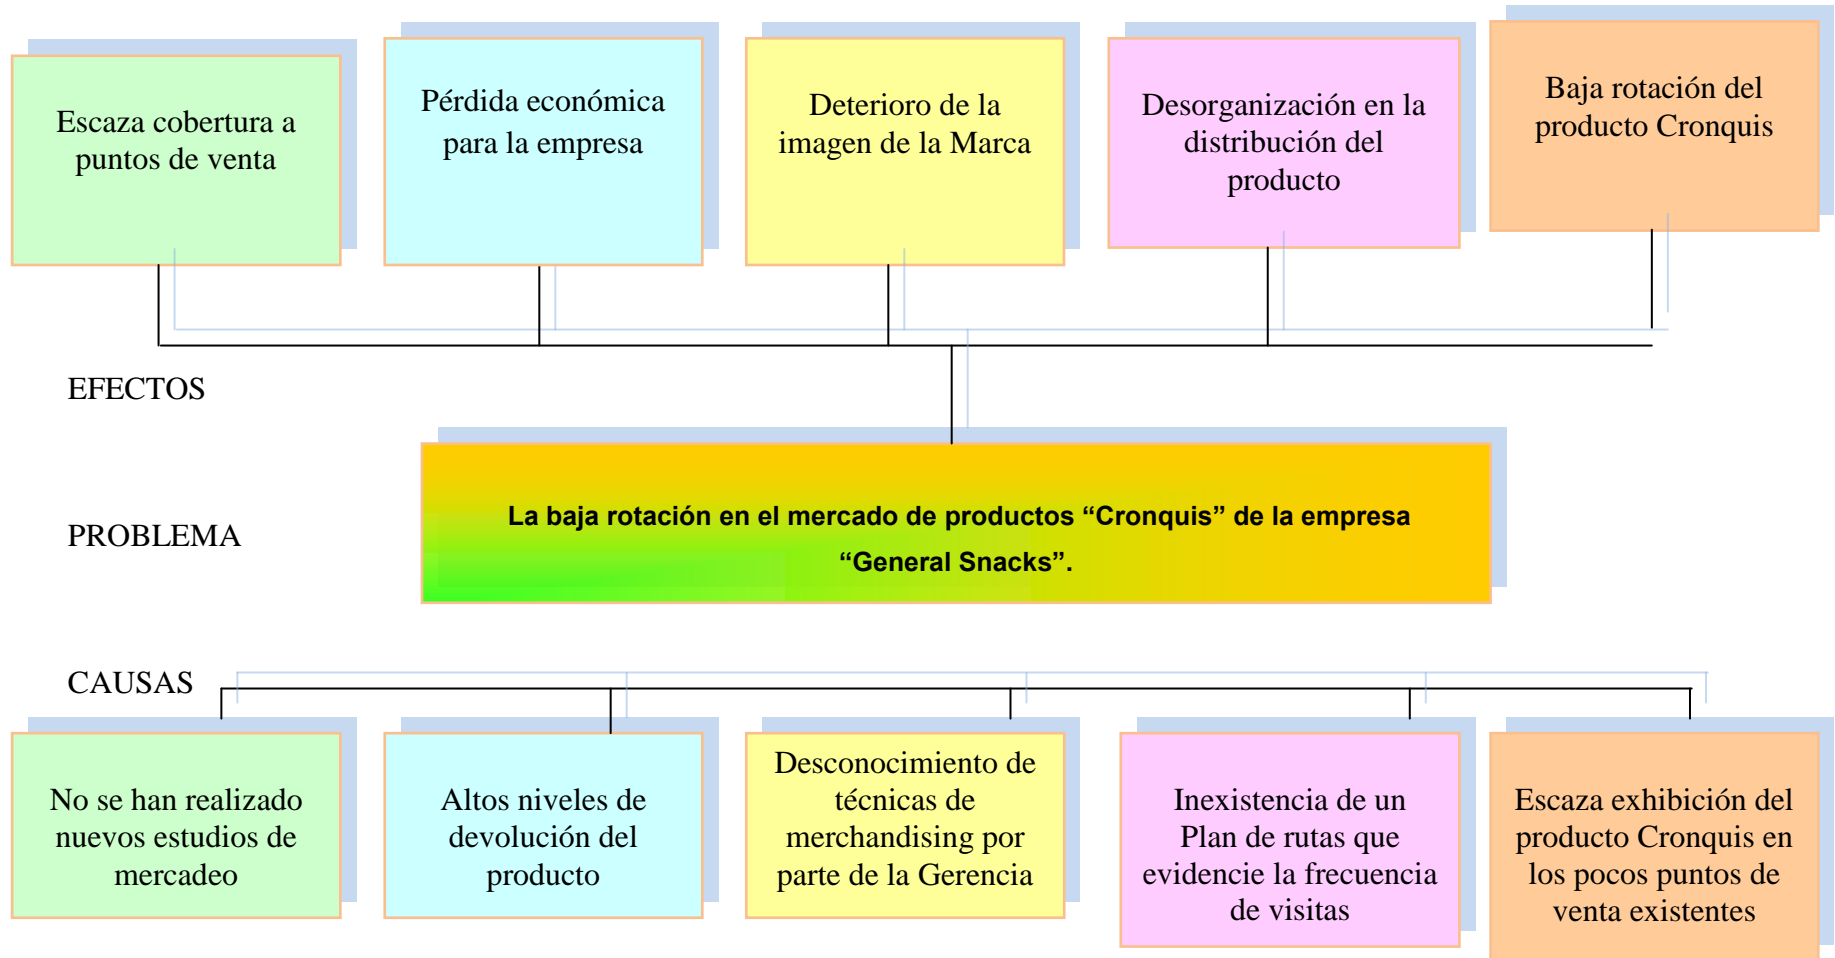 Escaza cobertura a
puntos de venta
Pérdida económica
para la empresa
Deterioro de la
imagen de la Marca
Desorganización en la
distribución del
producto
Baja rotación del
producto Cronquis
EFECTOS
PROBLEMA
La baja rotación en el mercado de productos “Cronquis” de la empresa
“General Snacks”.
CAUSAS
No se han realizado
nuevos estudios de
mercadeo
Altos niveles de
devolución del
producto
Desconocimiento de
técnicas de
merchandising por
parte de la Gerencia
Inexistencia de un
Plan de rutas que
evidencie la frecuencia
de visitas
Escaza exhibición del
producto Cronquis en
los pocos puntos de
venta existentes